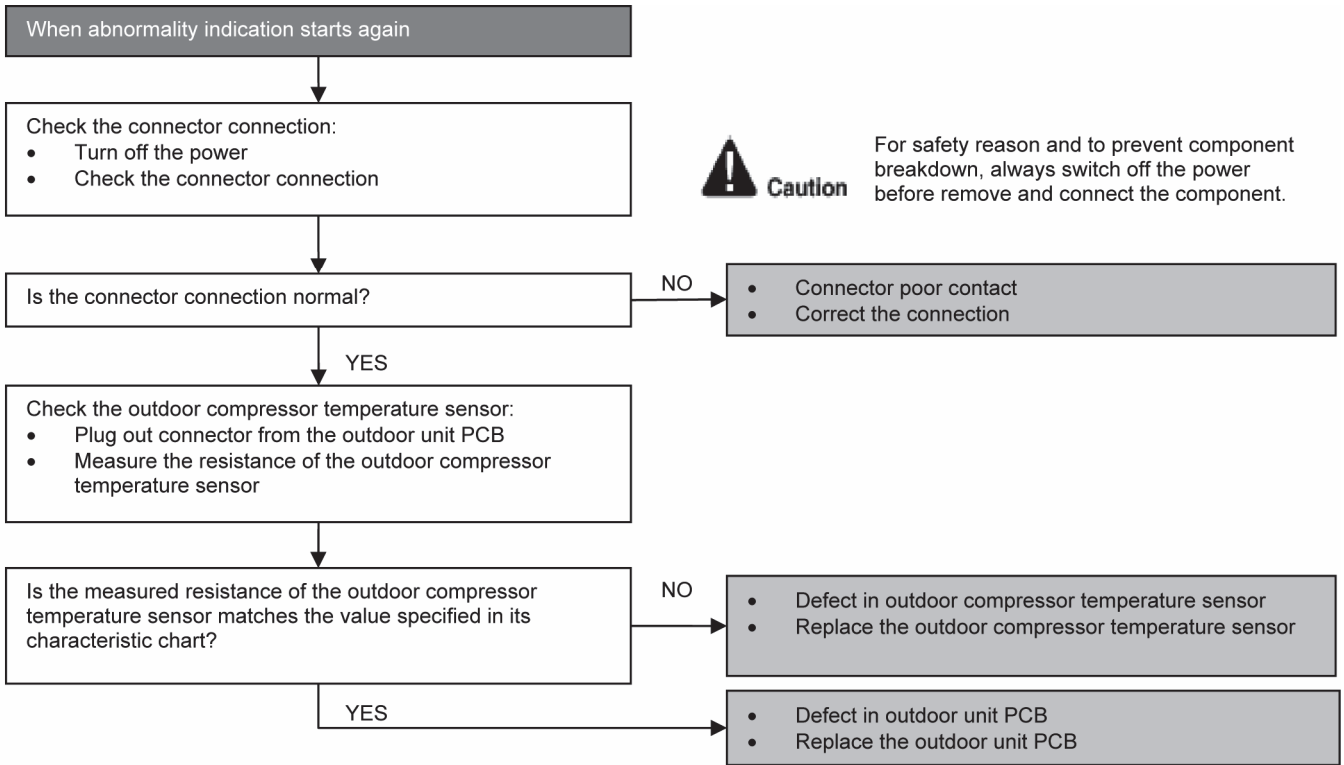 When abnormality indication starts again
Check the connector connection:
• Turn off the power
• Check the connector connection
Caution
For safety reason and to prevent component
breakdown, always switch off the power
before remove and connect the component.
Is the connector connection normal?
NO
• Connector poor contact
• Correct the connection
YES
Check the outdoor compressor temperature sensor:
• Plug out connector from the outdoor unit PCB
• Measure the resistance of the outdoor compressor
temperature sensor
Is the measured resistance of the outdoor compressor
temperature sensor matches the value specified in its
characteristic chart?
NO
• Defect in outdoor compressor temperature sensor
• Replace the outdoor compressor temperature sensor
YES
• Defect in outdoor unit PCB
• Replace the outdoor unit PCB